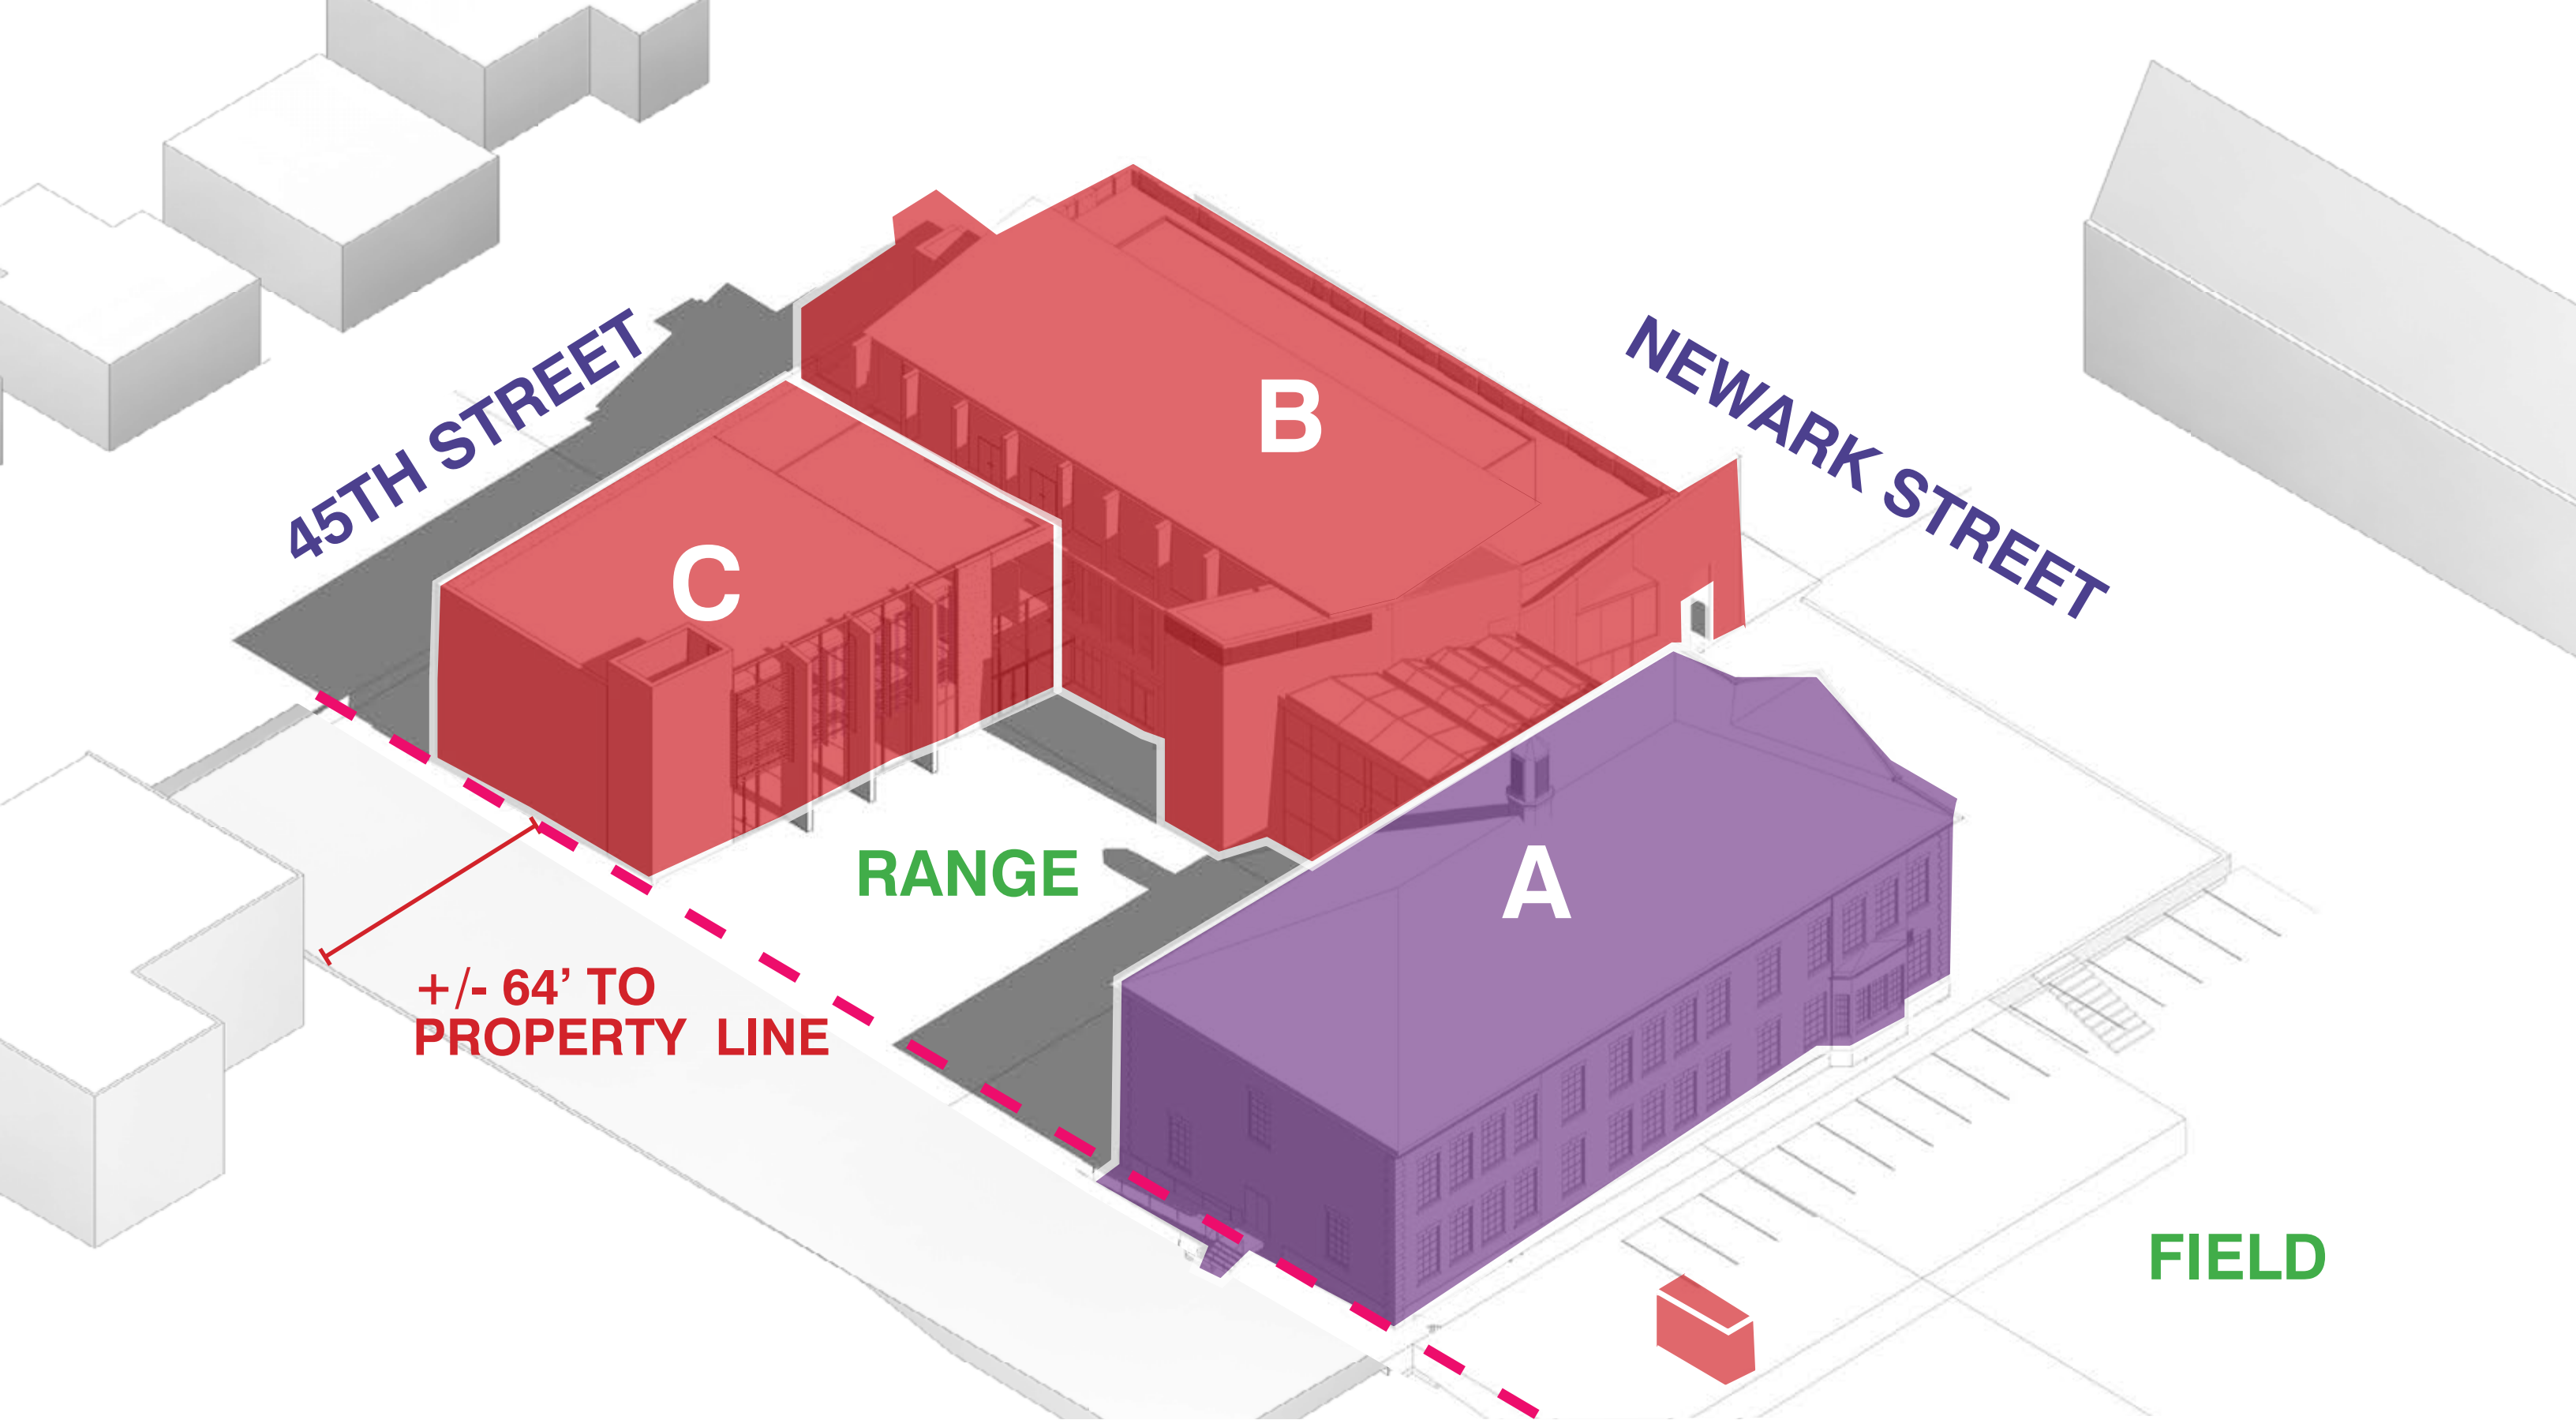 45TH STREET
NEWARK STREET
B
C
A
RANGE
+/- 64’ TO
PROPERTY LINE
FIELD